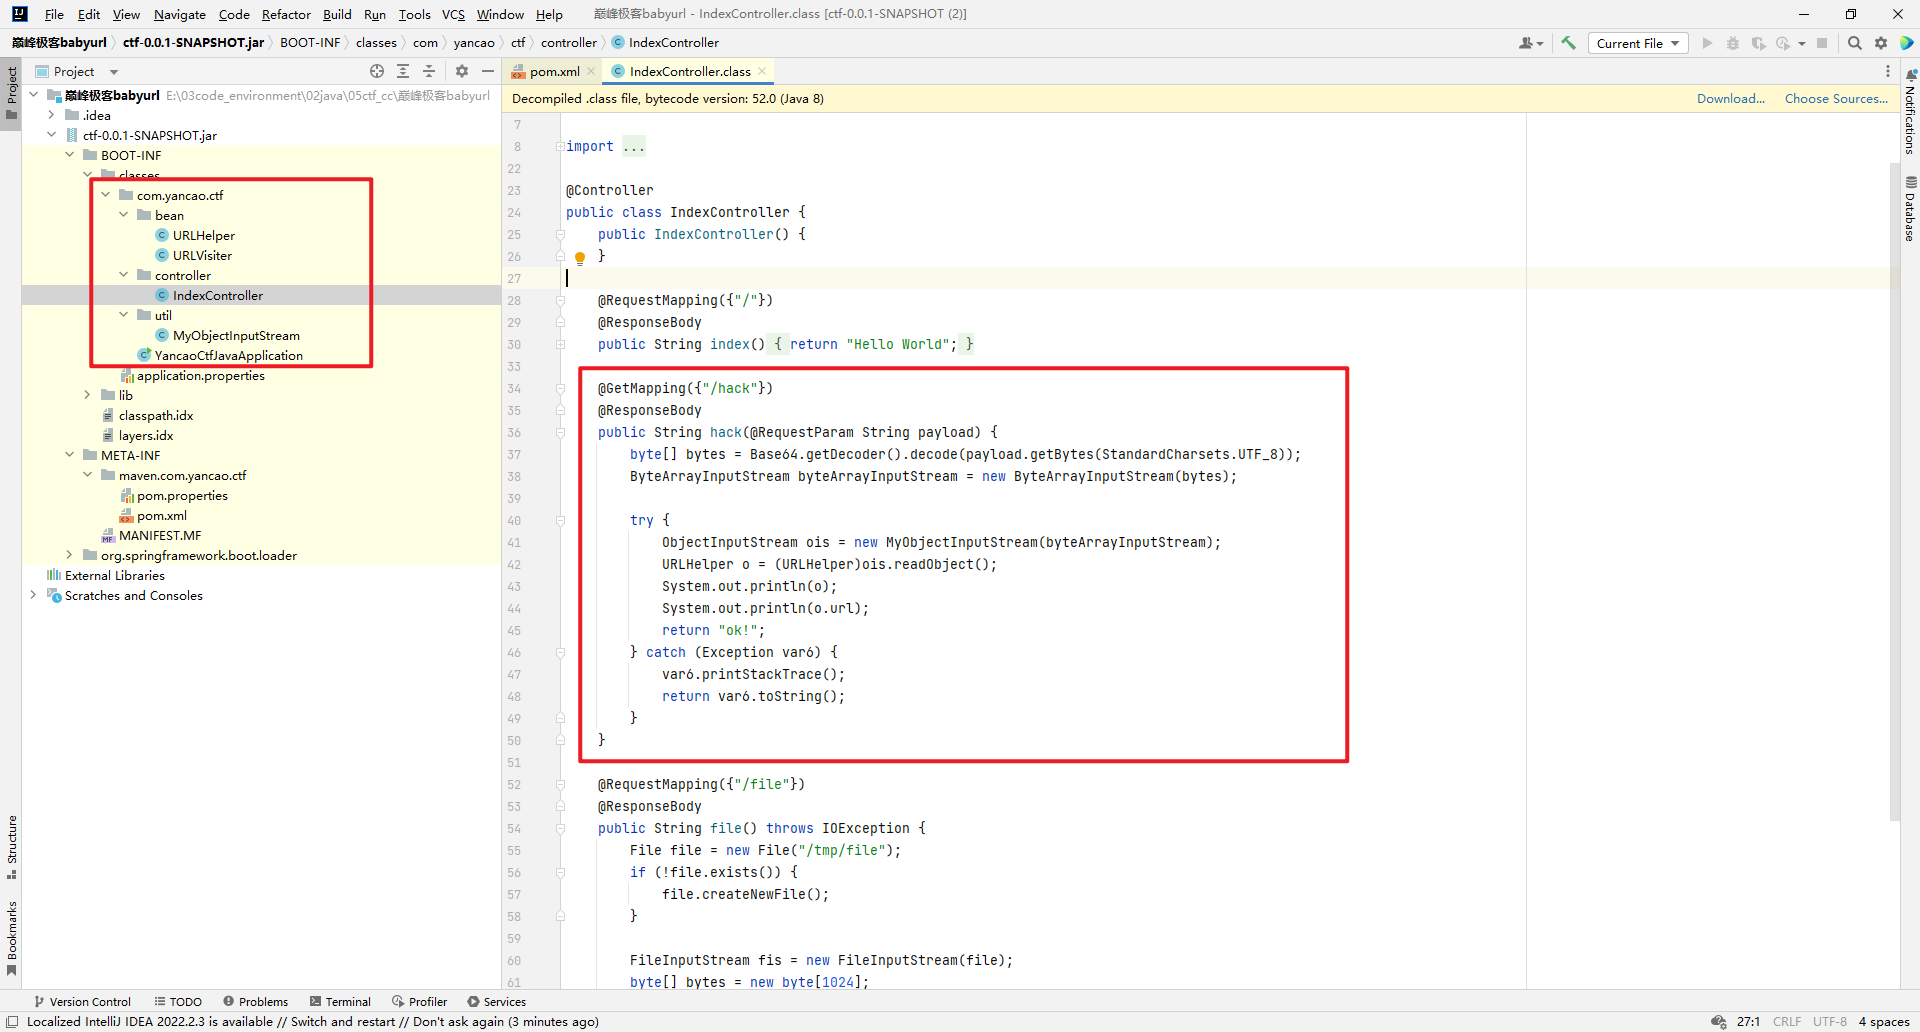 File Edit View Navigate Code Refactor Build Run Tools VCS Window Help 巅峰极客babyurl - IndexController.class [ctf-0.0.1-SNAPSHOT (2)]
巅峰极客babyurl ctf-0.0.1-SNAPSHOT.jar BOOT-INF classes com yancao ctf controller IndexController Current File
Project
Project
pom.xml IndexController.class
巅峰极客babyurl E:\03code_environment\02java\05ctf_cc\巅峰极客babyurl
.idea
ctf-0.0.1-SNAPSHOT.jar
BOOT-INF
classes
com.yancao.ctf
bean
URLHelper
URLVisiter
controller
IndexController
util
MyObjectInputStream
YancaoCtfJavaApplication
application.properties
lib
classpath.idx
layers.idx
META-INF
maven.com.yancao.ctf
pom.properties
pom.xml
MANIFEST.MF
org.springframework.boot.loader
External Libraries
Scratches and Consoles
Decompiled .class file, bytecode version: 52.0 (Java 8) Download... Choose Sources...
7
8 import ...
22
23 @Controller
24 public class IndexController {
25 public IndexController() {
26 }
27
28 @RequestMapping({"/"})
29 @ResponseBody
30 public String index() { return "Hello World"; }
33
34 @GetMapping({"/hack"})
35 @ResponseBody
36 public String hack(@RequestParam String payload) {
37 byte[] bytes = Base64.getDecoder().decode(payload.getBytes(StandardCharsets.UTF_8));
38 ByteArrayInputStream byteArrayInputStream = new ByteArrayInputStream(bytes);
39
40 try {
41 ObjectInputStream ois = new MyObjectInputStream(byteArrayInputStream);
42 URLHelper o = (URLHelper)ois.readObject();
43 System.out.println(o);
44 System.out.println(o.url);
45 return "ok!";
46 } catch (Exception var6) {
47 var6.printStackTrace();
48 return var6.toString();
49 }
50 }
51
52 @RequestMapping({"/file"})
53 @ResponseBody
54 public String file() throws IOException {
55 File file = new File("/tmp/file");
56 if (!file.exists()) {
57 file.createNewFile();
58 }
59
60 FileInputStream fis = new FileInputStream(file);
61 byte[] bytes = new byte[1024];
Notifications
Database
Structure
Bookmarks
Version Control TODO Problems Terminal Profiler Services
Localized IntelliJ IDEA 2022.2.3 is available // Switch and restart // Don't ask again (3 minutes ago) 27:1 CRLF UTF-8 4 spaces